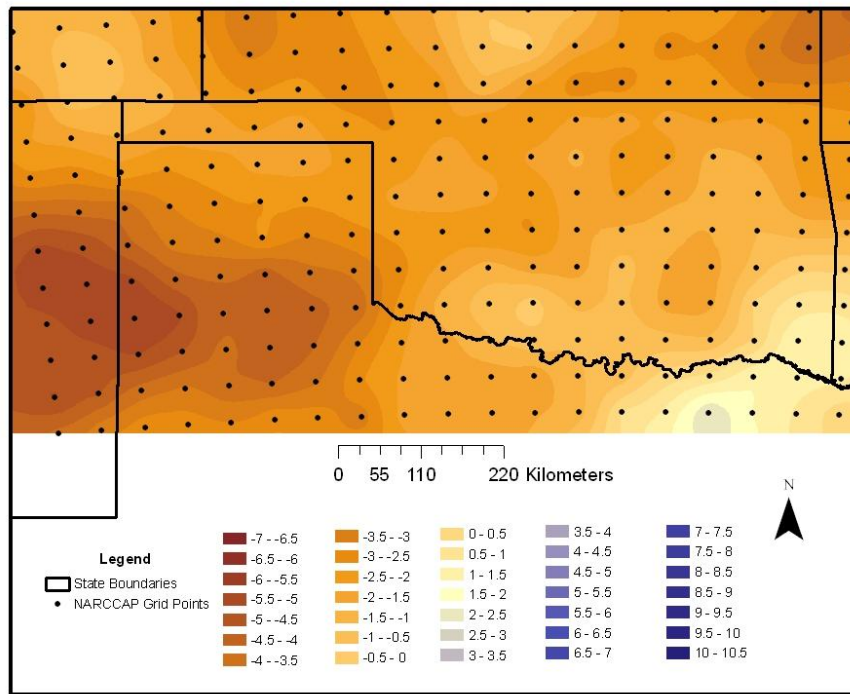 0 55 110 220 Kilometers
N
Legend
State Boundaries
NARCCAP Grid Points
-7 - -6.5
-6.5 - -6
-6 - -5.5
-5.5 - -5
-5 - -4.5
-4.5 - -4
-4 - -3.5
-3.5 - -3
-3 - -2.5
-2.5 - -2
-2 - -1.5
-1.5 - -1
-1 - -0.5
-0.5 - 0
0 - 0.5
0.5 - 1
1 - 1.5
1.5 - 2
2 - 2.5
2.5 - 3
3 - 3.5
3.5 - 4
4 - 4.5
4.5 - 5
5 - 5.5
5.5 - 6
6 - 6.5
6.5 - 7
7 - 7.5
7.5 - 8
8 - 8.5
8.5 - 9
9 - 9.5
9.5 - 10
10 - 10.5